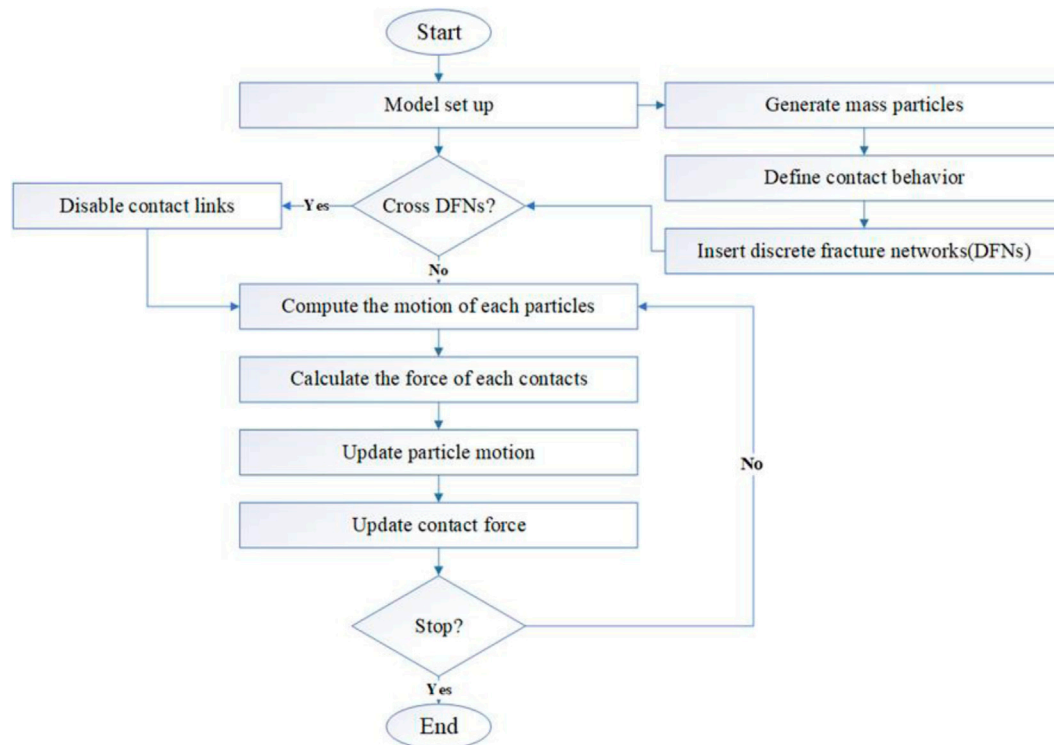 Start
Model set up
Generate mass particles
Define contact behavior
Insert discrete fracture networks(DFNs)
Cross DFNs?
Yes
Disable contact links
No
Compute the motion of each particles
Calculate the force of each contacts
Update particle motion
Update contact force
Stop?
No
Yes
End